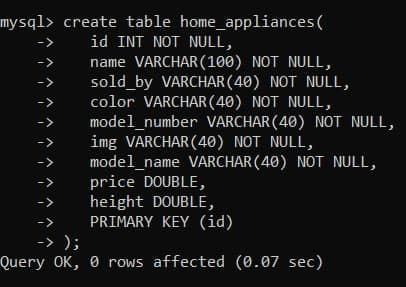 mysql> create table home_appliances(
    ->     id INT NOT NULL,
    ->     name VARCHAR(100) NOT NULL,
    ->     sold_by VARCHAR(40) NOT NULL,
    ->     color VARCHAR(40) NOT NULL,
    ->     model_number VARCHAR(40) NOT NULL,
    ->     img VARCHAR(40) NOT NULL,
    ->     model_name VARCHAR(40) NOT NULL,
    ->     price DOUBLE,
    ->     height DOUBLE,
    ->     PRIMARY KEY (id)
    -> );
Query OK, 0 rows affected (0.07 sec)